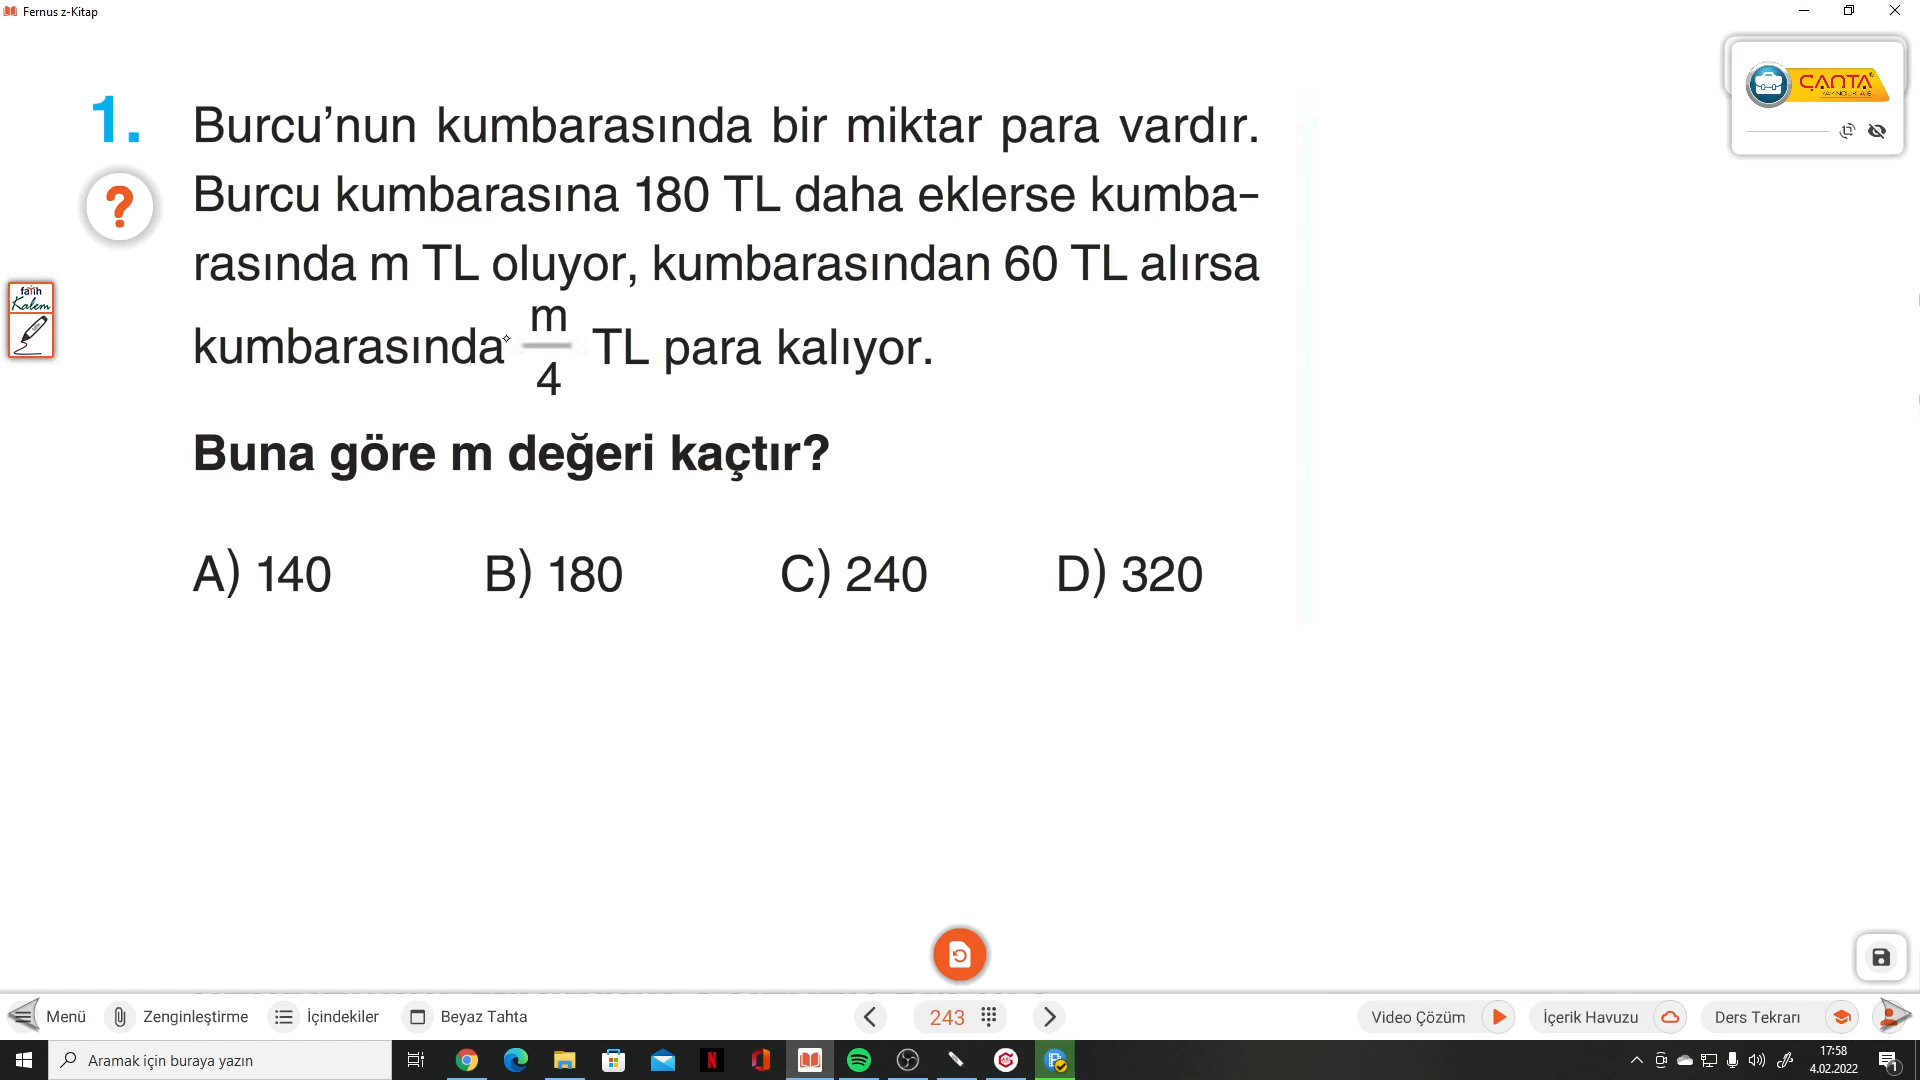 Fernus z-Kitap
ÇANTA
YAYINCILIK A.Ş.
1. Burcu’nun kumbarasında bir miktar para vardır.
Burcu kumbarasına 180 TL daha eklerse kumba-
rasında m TL oluyor, kumbarasından 60 TL alırsa
kumbarasında m/4 TL para kalıyor.
Buna göre m değeri kaçtır?
A) 140 B) 180 C) 240 D) 320
?
fatih
Kalem
Menü Zenginleştirme İçindekiler Beyaz Tahta 243 Video Çözüm İçerik Havuzu Ders Tekrarı
Aramak için buraya yazın
17:58
4.02.2022
1